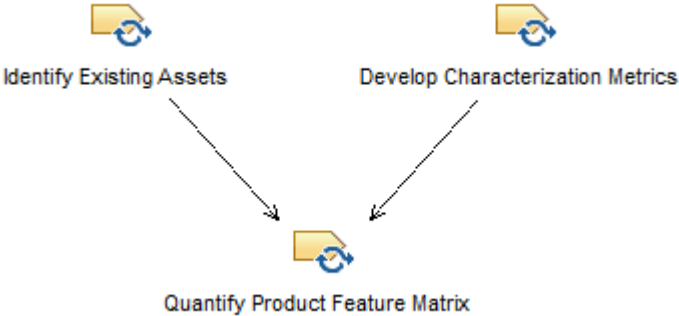 Identify Existing Assets
Develop Characterization Metrics
Quantify Product Feature Matrix